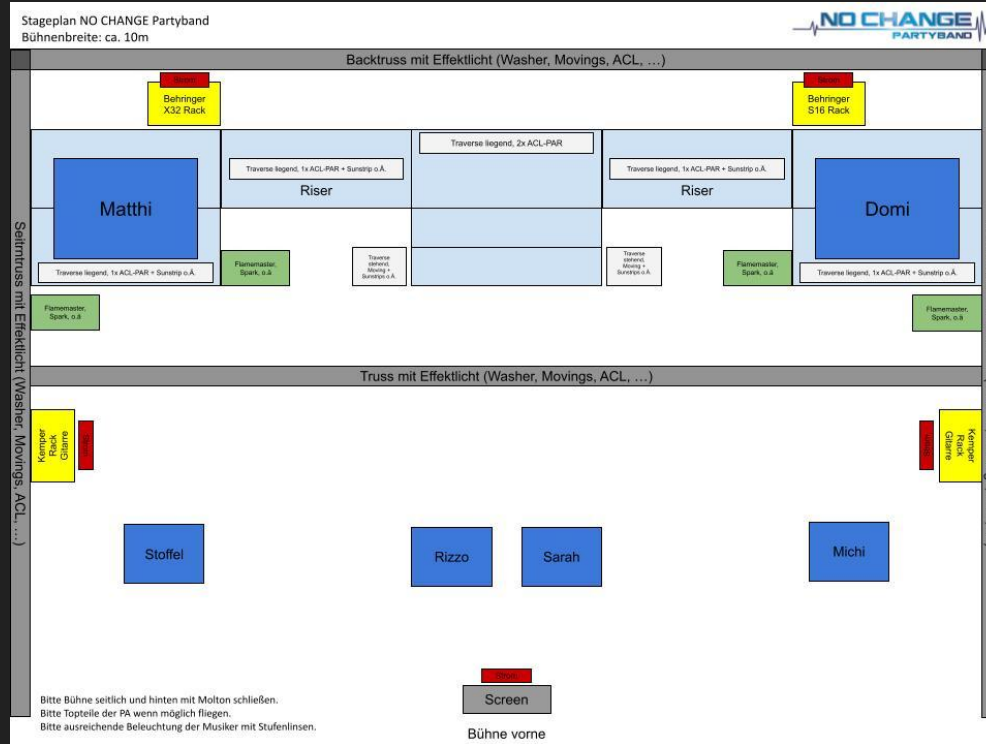 Stageplan NO CHANGE Partyband
Bühnenbreite: ca. 10m
NO CHANGE
PARTYBAND
Backtruss mit Effektlicht (Washer, Movings, ACL, …)
Strom
Behringer
X32 Rack
Strom
Behringer
S16 Rack
Traverse liegend, 2x ACL-PAR
Traverse liegend, 1x ACL-PAR + Sunstrip o.Ä.
Riser
Traverse liegend, 1x ACL-PAR + Sunstrip o.Ä.
Riser
Matthi
Domi
Traverse liegend, 1x ACL-PAR + Sunstrip o.Ä.
Flamemaster,
Spark, o.ä
Traverse
stehend,
Moving +
Sunstrips o.Ä.
Traverse
stehend,
Moving +
Sunstrips o.Ä.
Flamemaster,
Spark, o.ä
Traverse liegend, 1x ACL-PAR + Sunstrip o.Ä.
Flamemaster,
Spark, o.ä
Flamemaster,
Spark, o.ä
Seitrntruss mit Effektlicht (Washer, Movings, ACL, …)
Truss mit Effektlicht (Washer, Movings, ACL, …)
Kemper
Rack
Gitarre
Strom
Strom
Kemper
Rack
Gitarre
Stoffel
Rizzo
Sarah
Michi
Strom
Screen
Bühne vorne
Bitte Bühne seitlich und hinten mit Molton schließen.
Bitte Topteile der PA wenn möglich fliegen.
Bitte ausreichende Beleuchtung der Musiker mit Stufenlinsen.